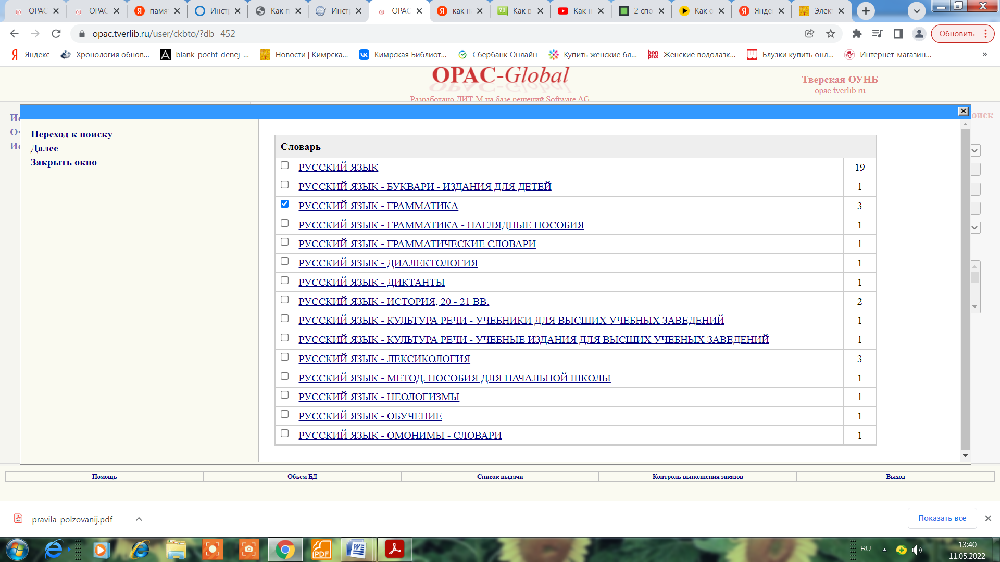 OPAC
OPAC
памя
Инст
Как п
Инст
OPAC
как н
Как в
Как н
2 спо
Как с
Янде
Элек
opac.tverlib.ru/user/ckbto/?db=452
Обновить
Яндекс
Хронология обнов...
blank_pocht_denej_...
Новости | Кимрска...
Кимрская Библиот...
Сбербанк Онлайн
Купить женские бл...
Женские водолазк...
Блузки купить онл...
Интернет-магазин...
»
OPAC-Global
Разработано ДИТ-М на базе решений Software AG
Тверская ОУНБ
opac.tverlib.ru
оиск
Переход к поиску
Далее
Закрыть окно
Словарь
РУССКИЙ ЯЗЫК 19
РУССКИЙ ЯЗЫК - БУКВАРИ - ИЗДАНИЯ ДЛЯ ДЕТЕЙ 1
РУССКИЙ ЯЗЫК - ГРАММАТИКА 3
РУССКИЙ ЯЗЫК - ГРАММАТИКА - НАГЛЯДНЫЕ ПОСОБИЯ 1
РУССКИЙ ЯЗЫК - ГРАММАТИЧЕСКИЕ СЛОВАРИ 1
РУССКИЙ ЯЗЫК - ДИАЛЕКТОЛОГИЯ 1
РУССКИЙ ЯЗЫК - ДИКТАНТЫ 1
РУССКИЙ ЯЗЫК - ИСТОРИЯ, 20 - 21 ВВ. 2
РУССКИЙ ЯЗЫК - КУЛЬТУРА РЕЧИ - УЧЕБНИКИ ДЛЯ ВЫСШИХ УЧЕБНЫХ ЗАВЕДЕНИЙ 1
РУССКИЙ ЯЗЫК - КУЛЬТУРА РЕЧИ - УЧЕБНЫЕ ИЗДАНИЯ ДЛЯ ВЫСШИХ УЧЕБНЫХ ЗАВЕДЕНИЙ 1
РУССКИЙ ЯЗЫК - ЛЕКСИКОЛОГИЯ 3
РУССКИЙ ЯЗЫК - МЕТОД. ПОСОБИЯ ДЛЯ НАЧАЛЬНОЙ ШКОЛЫ 1
РУССКИЙ ЯЗЫК - НЕОЛОГИЗМЫ 1
РУССКИЙ ЯЗЫК - ОБУЧЕНИЕ 1
РУССКИЙ ЯЗЫК - ОМОНИМЫ - СЛОВАРИ 1
Помощь
Объем БД
Список выдачи
Контроль выполнения заказов
Выход
pravila_polzovanij.pdf
Показать все
RU
13:40
11.05.2022